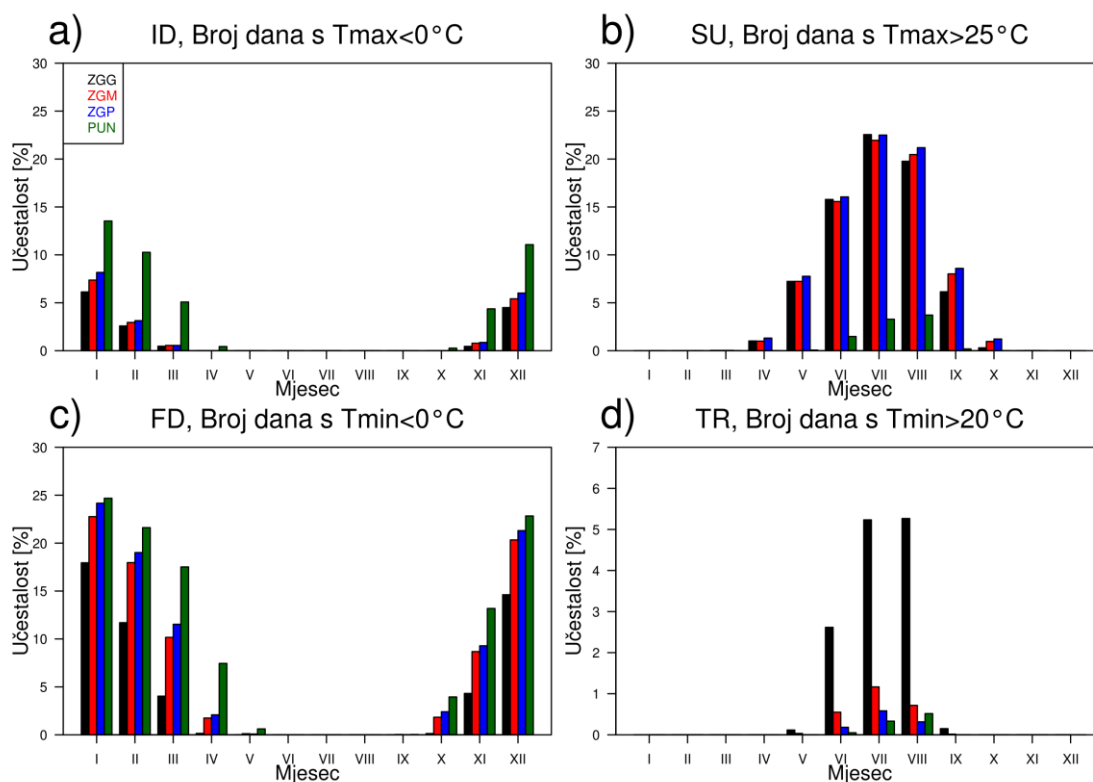 a) ID, Broj dana s Tmax<0°C
Učestalost [%]
30
25
20
15
10
5
0
ZGG
ZGM
ZGP
PUN
I II III IV V VI VII VIII IX X XI XII
Mjesec
b) SU, Broj dana s Tmax>25°C
Učestalost [%]
30
25
20
15
10
5
0
I II III IV V VI VII VIII IX X XI XII
Mjesec
c) FD, Broj dana s Tmin<0°C
Učestalost [%]
30
25
20
15
10
5
0
I II III IV V VI VII VIII IX X XI XII
Mjesec
d) TR, Broj dana s Tmin>20°C
Učestalost [%]
7
6
5
4
3
2
1
0
I II III IV V VI VII VIII IX X XI XII
Mjesec